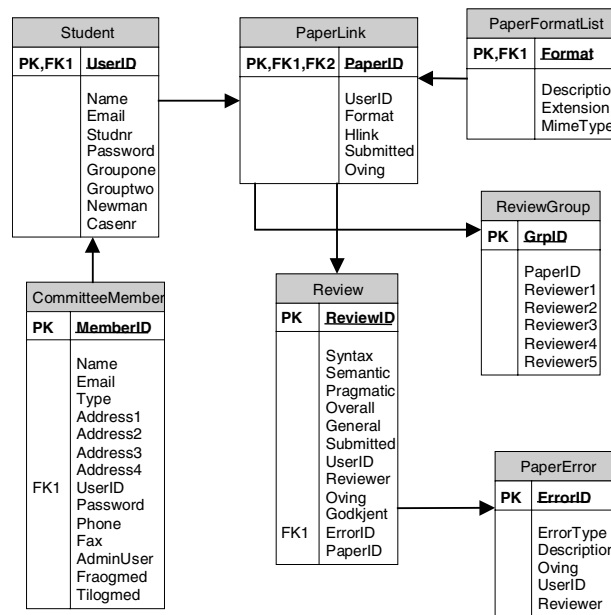 Student
PK,FK1 UserID
Name
Email
Studnr
Password
Groupone
Grouptwo
Newman
Casenr
PaperLink
PK,FK1,FK2 PaperID
UserID
Format
Hlink
Submitted
Oving
PaperFormatList
PK,FK1 Format
Description
Extension
MimeType
ReviewGroup
PK GrpID
PaperID
Reviewer1
Reviewer2
Reviewer3
Reviewer4
Reviewer5
CommitteeMember
PK MemberID
Name
Email
Type
Address1
Address2
Address3
Address4
FK1 UserID
Password
Phone
Fax
AdminUser
Fraogmed
Tilogmed
Review
PK ReviewID
Syntax
Semantic
Pragmatic
Overall
General
Submitted
UserID
Reviewer
Oving
Godkjent
FK1 ErrorID
PaperID
PaperError
PK ErrorID
ErrorType
Description
Oving
UserID
Reviewer